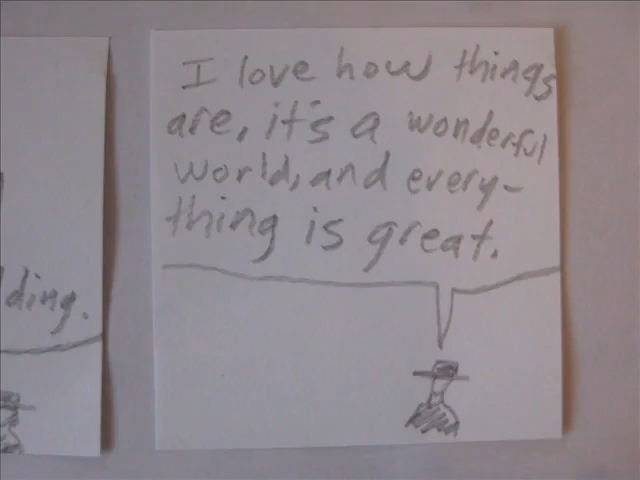 ding.
I love how things
are, it's a wonderful
world, and every-
thing is great.